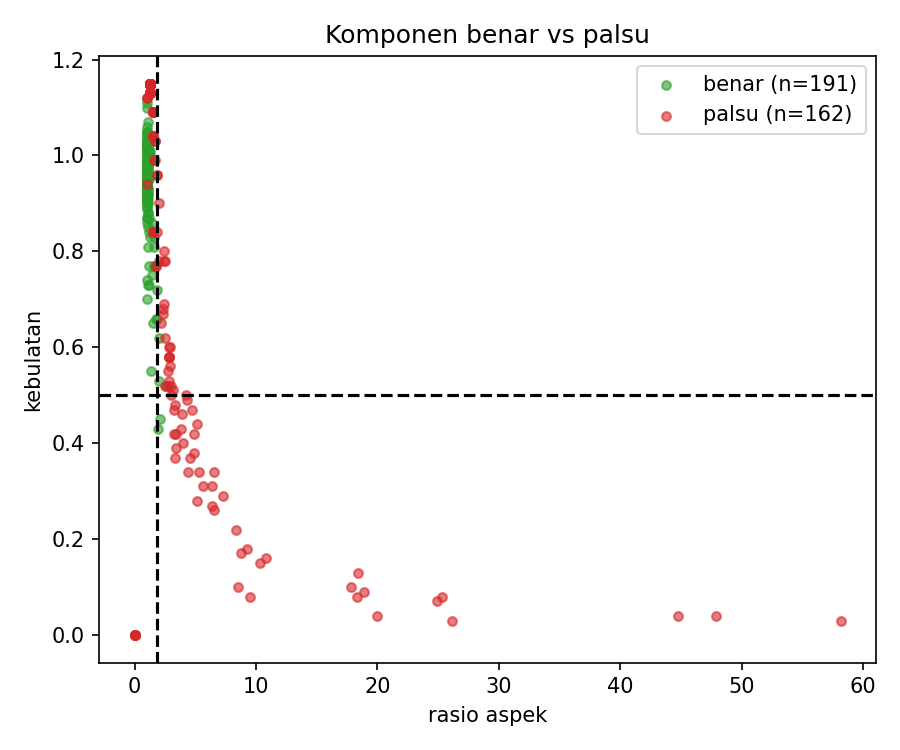 Komponen benar vs palsu
benar (n=191)
palsu (n=162)
kebulatan
1.2
1.0
0.8
0.6
0.4
0.2
0.0
0 10 20 30 40 50 60
rasio aspek